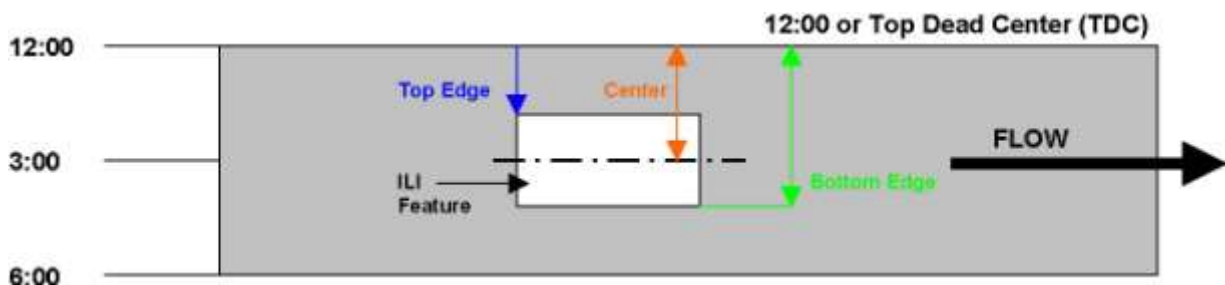 12:00 or Top Dead Center (TDC)
12:00
Top Edge
Center
FLOW
3:00
ILI
Feature
Bottom Edge
6:00